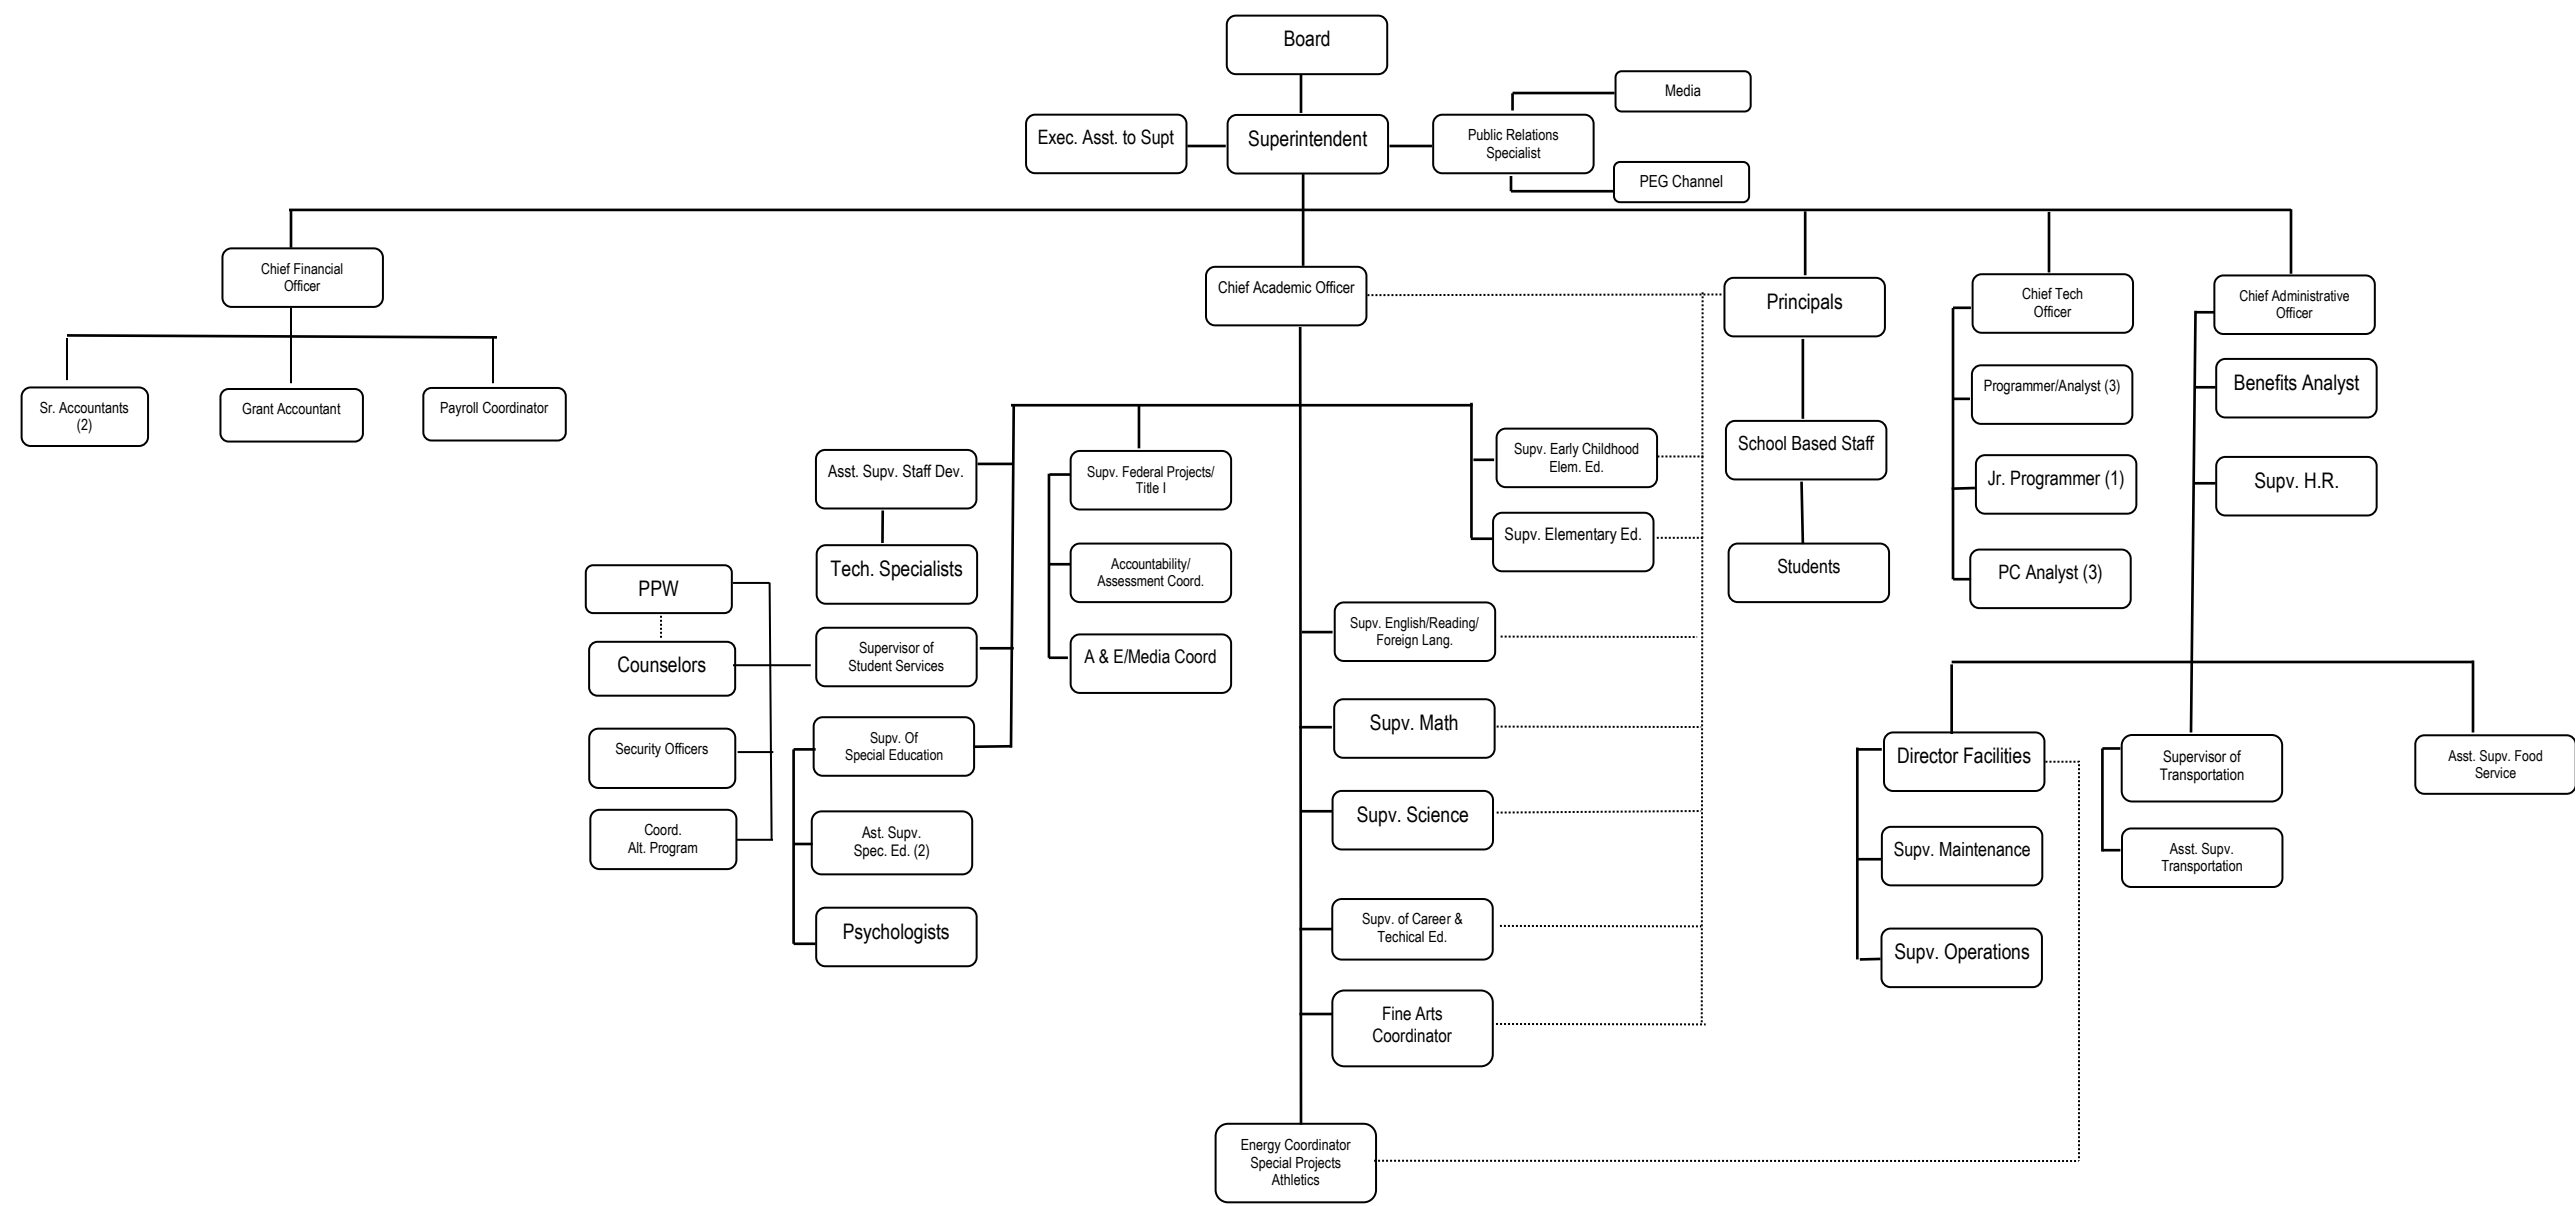 Board
Media
Exec. Asst. to Supt
Superintendent
Public Relations
Specialist
PEG Channel
Chief Financial
Officer
Chief Academic Officer
Principals
Chief Tech
Officer
Chief Administrative
Officer
Sr. Accountants
(2)
Grant Accountant
Payroll Coordinator
Programmer/Analyst (3)
Benefits Analyst
Asst. Supv. Staff Dev.
Supv. Federal Projects/
Title I
Supv. Early Childhood
Elem. Ed.
School Based Staff
Jr. Programmer (1)
Supv. H.R.
Supv. Elementary Ed.
Tech. Specialists
Accountability/
Assessment Coord.
Students
PC Analyst (3)
PPW
Counselors
Supervisor of
Student Services
A & E/Media Coord
Supv. English/Reading/
Foreign Lang.
Security Officers
Supv. Of
Special Education
Supv. Math
Director Facilities
Supervisor of
Transportation
Asst. Supv. Food
Service
Coord.
Alt. Program
Ast. Supv.
Spec. Ed. (2)
Supv. Science
Supv. Maintenance
Asst. Supv.
Transportation
Psychologists
Supv. of Career &
Techical Ed.
Supv. Operations
Fine Arts
Coordinator
Energy Coordinator
Special Projects
Athletics